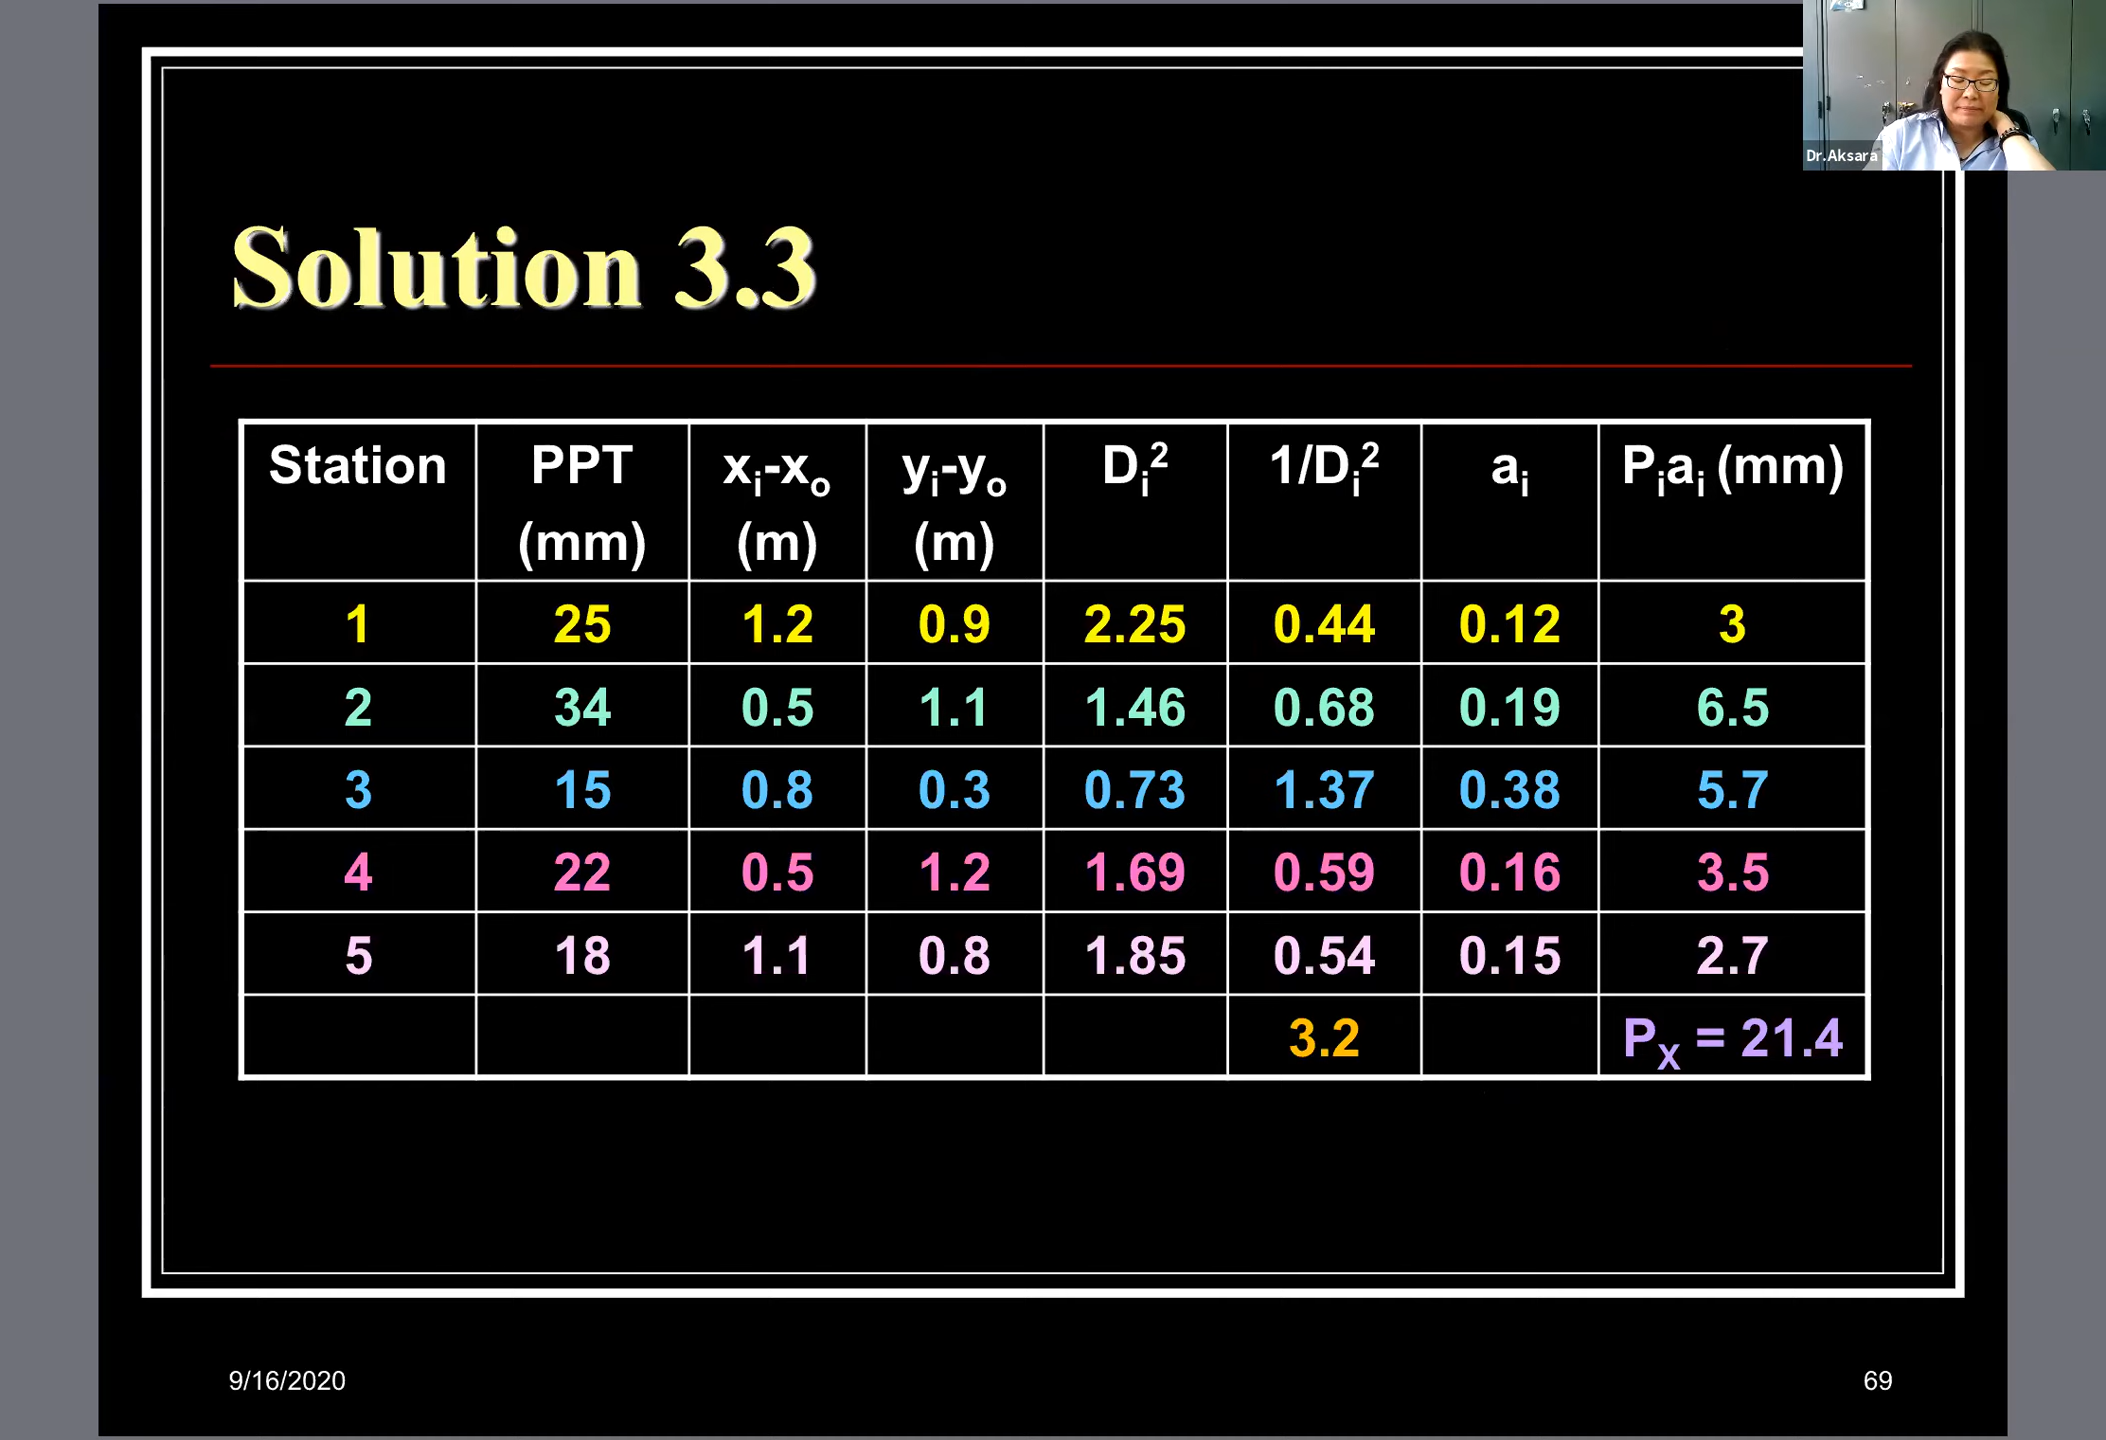 Dr.Aksara
Solution 3.3
Station PPT (mm) xi-xo (m) yi-yo (m) Di² 1/Di² ai Piai (mm)
1 25 1.2 0.9 2.25 0.44 0.12 3
2 34 0.5 1.1 1.46 0.68 0.19 6.5
3 15 0.8 0.3 0.73 1.37 0.38 5.7
4 22 0.5 1.2 1.69 0.59 0.16 3.5
5 18 1.1 0.8 1.85 0.54 0.15 2.7
3.2 PX = 21.4
9/16/2020 69